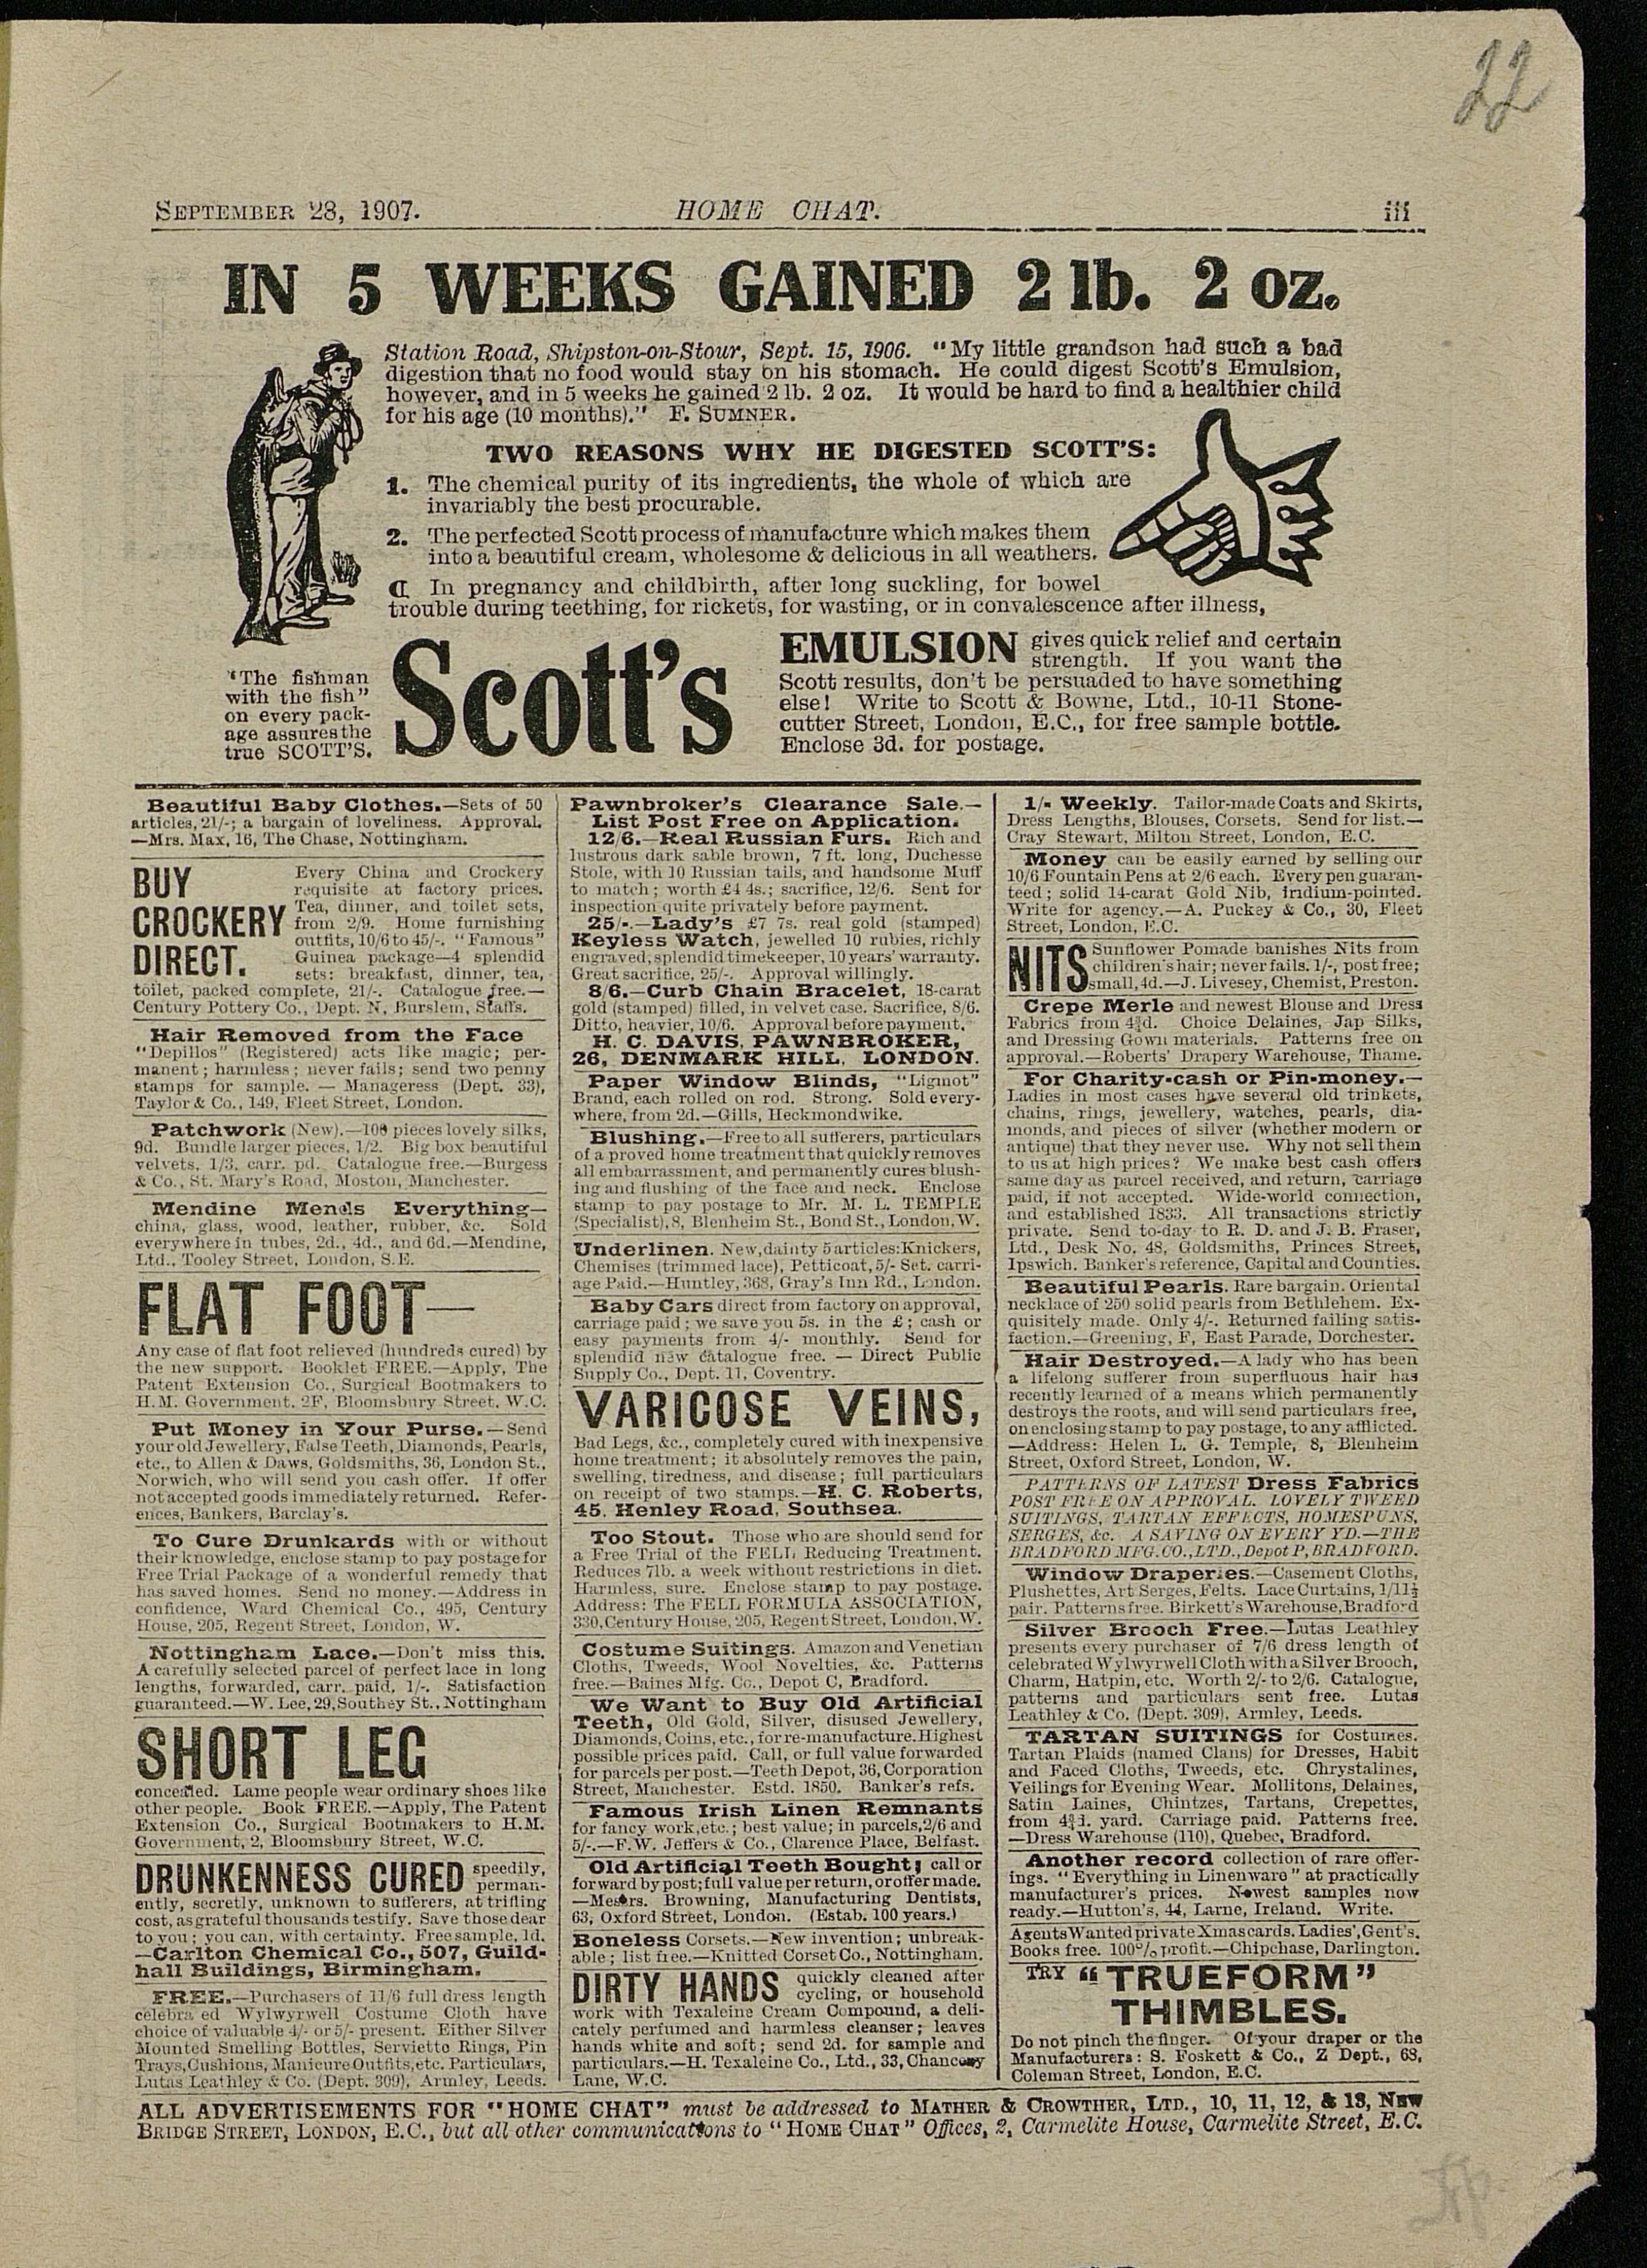 22
SEPTEMBER 28, 1907.
HOME CHAT.
iii
IN 5 WEEKS GAINED 2 lb. 2 oz.
Station Road, Shipston-on-Stour, Sept. 15, 1906. "My little grandson had such a bad
digestion that no food would stay on his stomach. He could digest Scott's Emulsion,
however, and in 5 weeks he gained 2 lb. 2 oz. It would be hard to find a healthier child
for his age (10 months)." F. SUMNER.
TWO REASONS WHY HE DIGESTED SCOTT'S:
1. The chemical purity of its ingredients, the whole of which are
invariably the best procurable.
2. The perfected Scott process of manufacture which makes them
into a beautiful cream, wholesome & delicious in all weathers.
¶ In pregnancy and childbirth, after long suckling, for bowel
trouble during teething, for rickets, for wasting, or in convalescence after illness,
"The fishman
with the fish"
on every pack-
age assures the
true SCOTT'S.
Scott's
EMULSION gives quick relief and certain
strength. If you want the
Scott results, don't be persuaded to have something
else! Write to Scott & Bowne, Ltd., 10-11 Stone-
cutter Street, London, E.C., for free sample bottle.
Enclose 3d. for postage.
Beautiful Baby Clothes.—Sets of 50
articles, 21/-; a bargain of loveliness. Approval.
—Mrs. Max, 16, The Chase, Nottingham.
BUY
CROCKERY
DIRECT.
Every China and Crockery
requisite at factory prices.
Tea, dinner, and toilet sets,
from 2/9. Home furnishing
outfits, 10/6 to 45/-. "Famous"
Guinea package—4 splendid
sets: breakfast, dinner, tea,
toilet, packed complete, 21/-. Catalogue free.—
Century Pottery Co., Dept. N, Burslem, Staffs.
Hair Removed from the Face
"Depillos" (Registered) acts like magic; per-
manent; harmless; never fails; send two penny
stamps for sample. — Manageress (Dept. 33),
Taylor & Co., 149, Fleet Street, London.
Patchwork (New).—100 pieces lovely silks,
9d. Bundle larger pieces, 1/2. Big box beautiful
velvets, 1/3, carr. pd. Catalogue free.—Burgess
& Co., St. Mary's Road, Moston, Manchester.
Mendine Mends Everything—
china, glass, wood, leather, rubber, &c. Sold
everywhere in tubes, 2d., 4d., and 6d.—Mendine,
Ltd., Tooley Street, London, S.E.
FLAT FOOT—
Any case of flat foot relieved (hundreds cured) by
the new support. Booklet FREE.—Apply, The
Patent Extension Co., Surgical Bootmakers to
H.M. Government, 2F, Bloomsbury Street, W.C.
Put Money in Your Purse.—Send
your old Jewellery, False Teeth, Diamonds, Pearls,
etc., to Allen & Daws, Goldsmiths, 36, London St.,
Norwich, who will send you cash offer. If offer
not accepted goods immediately returned. Refer-
ences, Bankers, Barclay's.
To Cure Drunkards with or without
their knowledge, enclose stamp to pay postage for
Free Trial Package of a wonderful remedy that
has saved homes. Send no money.—Address in
confidence, Ward Chemical Co., 495, Century
House, 205, Regent Street, London, W.
Nottingham Lace.—Don't miss this.
A carefully selected parcel of perfect lace in long
lengths, forwarded, carr. paid, 1/-. Satisfaction
guaranteed.—W. Lee, 29, Southey St., Nottingham
SHORT LEG
concealed. Lame people wear ordinary shoes like
other people. Book FREE.—Apply, The Patent
Extension Co., Surgical Bootmakers to H.M.
Government, 2, Bloomsbury Street, W.C.
DRUNKENNESS CURED speedily,
perman-
ently, secretly, unknown to sufferers, at trifling
cost, as grateful thousands testify. Save those dear
to you; you can, with certainty. Free sample, 1d.
—Carlton Chemical Co., 507, Guild-
hall Buildings, Birmingham.
FREE.—Purchasers of 11/6 full dress length
celebra ed Wylwyrwell Costume Cloth have
choice of valuable 4/- or 5/- present. Either Silver
Mounted Smelling Bottles, Serviette Rings, Pin
Trays, Cushions, Manicure Outfits, etc. Particulars,
Lutas Leathley & Co. (Dept. 309), Armley, Leeds.
Pawnbroker's Clearance Sale.—
List Post Free on Application.
12/6.—Real Russian Furs. Rich and
lustrous dark sable brown, 7 ft. long, Duchesse
Stole, with 10 Russian tails, and handsome Muff
to match; worth £4 4s.; sacrifice, 12/6. Sent for
inspection quite privately before payment.
25/-.—Lady's £7 7s. real gold (stamped)
Keyless Watch, jewelled 10 rubies, richly
engraved; splendid timekeeper, 10 years' warranty.
Great sacrifice, 25/-. Approval willingly.
8/6.—Curb Chain Bracelet, 18-carat
gold (stamped) filled, in velvet case. Sacrifice, 8/6.
Ditto, heavier, 10/6. Approval before payment.
H. C. DAVIS, PAWNBROKER,
26, DENMARK HILL, LONDON.
Paper Window Blinds, "Ligmot"
Brand, each rolled on rod. Strong. Sold every-
where, from 2d.—Gills, Heckmondwike.
Blushing.—Free to all sufferers, particulars
of a proved home treatment that quickly removes
all embarrassment, and permanently cures blush-
ing and flushing of the face and neck. Enclose
stamp to pay postage to Mr. M. L. TEMPLE
(Specialist), 8, Blenheim St., Bond St., London, W.
Underlinen. New, dainty 5 articles: Knickers,
Chemises (trimmed lace), Petticoat, 5/- Set. carri-
age Paid.—Huntley, 368, Gray's Inn Rd., London.
Baby Cars direct from factory on approval,
carriage paid; we save you 5s. in the £; cash or
easy payments from 4/- monthly. Send for
splendid new catalogue free. — Direct Public
Supply Co., Dept. 11, Coventry.
VARICOSE VEINS,
Bad Legs, &c., completely cured with inexpensive
home treatment; it absolutely removes the pain,
swelling, tiredness, and disease; full particulars
on receipt of two stamps.—H. C. Roberts,
45, Henley Road, Southsea.
Too Stout. Those who are should send for
a Free Trial of the FELL Reducing Treatment.
Reduces 7lb. a week without restrictions in diet.
Harmless, sure. Enclose stamp to pay postage.
Address: The FELL FORMULA ASSOCIATION,
330, Century House, 205, Regent Street, London, W.
Costume Suitings. Amazon and Venetian
Cloths, Tweeds, Wool Novelties, &c. Patterns
free.—Baines Mfg. Co., Depot C, Bradford.
We Want to Buy Old Artificial
Teeth, Old Gold, Silver, disused Jewellery,
Diamonds, Coins, etc., for re-manufacture. Highest
possible prices paid. Call, or full value forwarded
for parcels per post.—Teeth Depot, 36, Corporation
Street, Manchester. Estd. 1850. Banker's refs.
Famous Irish Linen Remnants
for fancy work, etc.; best value; in parcels, 2/6 and
5/-.—F. W. Jeffers & Co., Clarence Place, Belfast.
Old Artificial Teeth Bought; call or
forward by post; full value per return, or offer made.
—Messrs. Browning, Manufacturing Dentists,
63, Oxford Street, London. (Estab. 100 years.)
Boneless Corsets.—New invention; unbreak-
able; list free.—Knitted Corset Co., Nottingham.
DIRTY HANDS quickly cleaned after
cycling, or household
work with Texaleine Cream Compound, a deli-
cately perfumed and harmless cleanser; leaves
hands white and soft; send 2d. for sample and
particulars.—H. Texaleine Co., Ltd., 33, Chancery
Lane, W.C.
1/- Weekly. Tailor-made Coats and Skirts,
Dress Lengths, Blouses, Corsets. Send for list.—
Cray Stewart, Milton Street, London, E.C.
Money can be easily earned by selling our
10/6 Fountain Pens at 2/6 each. Every pen guaran-
teed; solid 14-carat Gold Nib, iridium-pointed.
Write for agency.—A. Puckey & Co., 30, Fleet
Street, London, E.C.
NITS Sunflower Pomade banishes Nits from
children's hair; never fails. 1/-, post free;
small, 4d.—J. Livesey, Chemist, Preston.
Crepe Merle and newest Blouse and Dress
Fabrics from 4¾d. Choice Delaines, Jap Silks,
and Dressing Gown materials. Patterns free on
approval.—Roberts' Drapery Warehouse, Thame.
For Charity-cash or Pin-money.—
Ladies in most cases have several old trinkets,
chains, rings, jewellery, watches, pearls, dia-
monds, and pieces of silver (whether modern or
antique) that they never use. Why not sell them
to us at high prices? We make best cash offers
same day as parcel received, and return, carriage
paid, if not accepted. Wide-world connection,
and established 1833. All transactions strictly
private. Send to-day to R. D. and J. B. Fraser,
Ltd., Desk No. 48, Goldsmiths, Princes Street,
Ipswich. Banker's reference, Capital and Counties.
Beautiful Pearls. Rare bargain. Oriental
necklace of 250 solid pearls from Bethlehem. Ex-
quisitely made. Only 4/-. Returned failing satis-
faction.—Greening, F, East Parade, Dorchester.
Hair Destroyed.—A lady who has been
a lifelong sufferer from superfluous hair has
recently learned of a means which permanently
destroys the roots, and will send particulars free,
on enclosing stamp to pay postage, to any afflicted.
—Address: Helen L. G. Temple, 8, Blenheim
Street, Oxford Street, London, W.
PATTERNS OF LATEST Dress Fabrics
POST FREE ON APPROVAL. LOVELY TWEED
SUITINGS, TARTAN EFFECTS, HOMESPUNS,
SERGES, &c. A SAVING ON EVERY YD.—THE
BRADFORD MFG. CO., LTD., Depot P, BRADFORD.
Window Draperies.—Casement Cloths,
Plushettes, Art Serges, Felts. Lace Curtains, 1/11½
pair. Patterns free. Birkett's Warehouse, Bradford
Silver Brooch Free.—Lutas Leathley
presents every purchaser of 7/6 dress length of
celebrated Wylwyrwell Cloth with a Silver Brooch,
Charm, Hatpin, etc. Worth 2/- to 2/6. Catalogue,
patterns and particulars sent free. Lutas
Leathley & Co. (Dept. 309), Armley, Leeds.
TARTAN SUITINGS for Costumes.
Tartan Plaids (named Clans) for Dresses, Habit
and Faced Cloths, Tweeds, etc. Chrystalines,
Veilings for Evening Wear. Mollitons, Delaines,
Satin Laines, Chintzes, Tartans, Crepettes,
from 4¾d. yard. Carriage paid. Patterns free.
—Dress Warehouse (110), Quebec, Bradford.
Another record collection of rare offer-
ings. "Everything in Linenware" at practically
manufacturer's prices. Newest samples now
ready.—Hutton's, 44, Larne, Ireland. Write.
Agents Wanted private Xmas cards. Ladies', Gent's.
Books free. 100% profit.—Chipchase, Darlington.
TRY "TRUEFORM"
THIMBLES.
Do not pinch the finger. Of your draper or the
Manufacturers: S. Foskett & Co., Z Dept., 68,
Coleman Street, London, E.C.
ALL ADVERTISEMENTS FOR "HOME CHAT" must be addressed to MATHER & CROWTHER, LTD., 10, 11, 12, & 13, NEW
BRIDGE STREET, LONDON, E.C., but all other communications to "HOME CHAT" Offices, 2, Carmelite House, Carmelite Street, E.C.